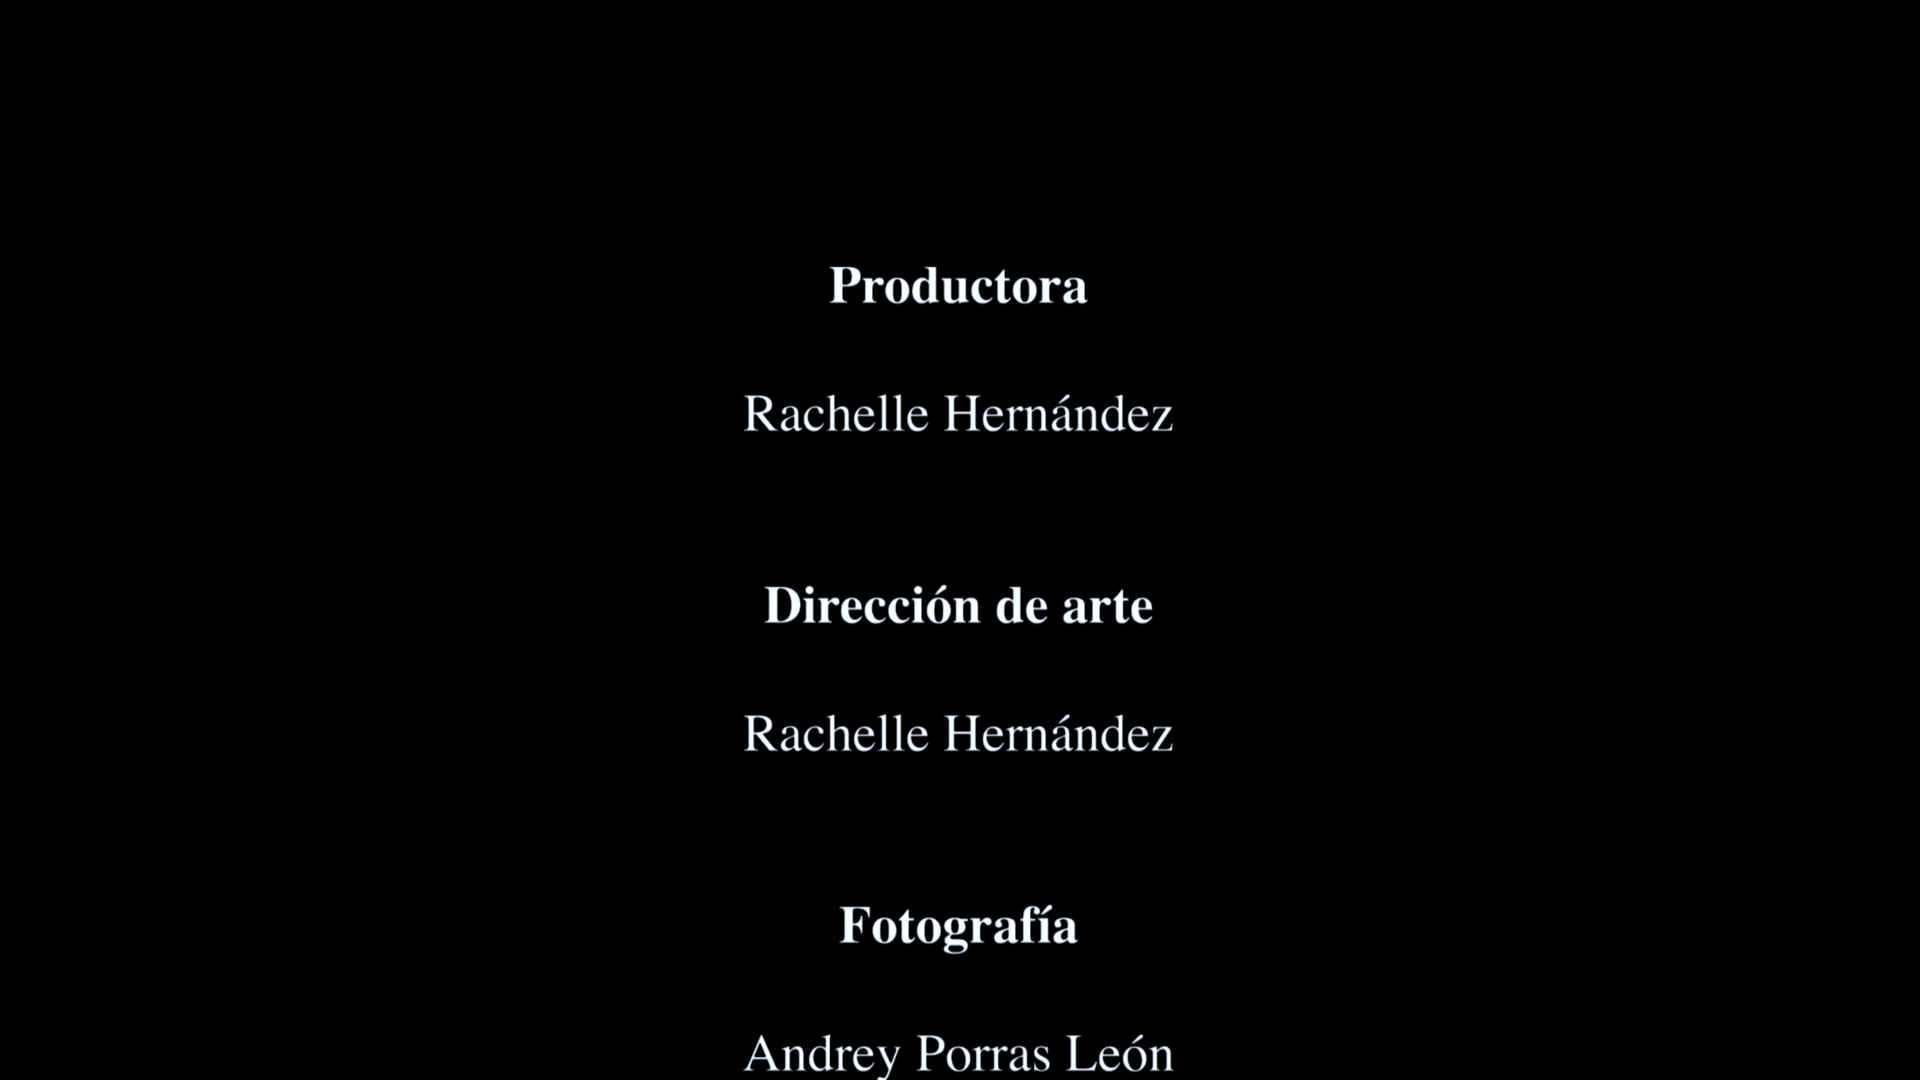 Productora
Rachelle Hernández
Dirección de arte
Rachelle Hernández
Fotografía
Andrey Porras León